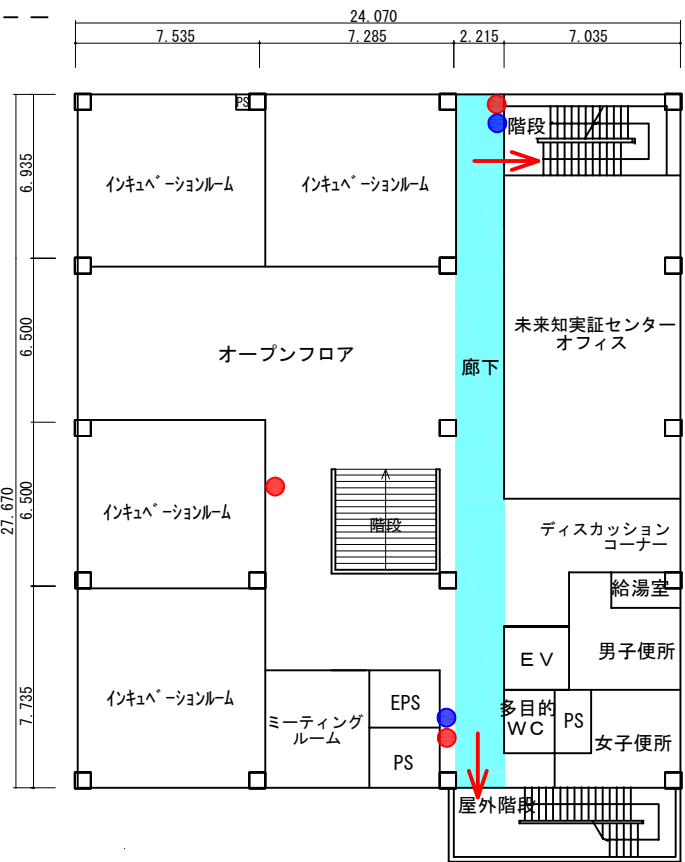 24.070
7.535
7.285
2.215
7.035
PS
階段
6.935
インキュベーションルーム
インキュベーションルーム
6.500
オープンフロア
廊下
未来知実証センター
オフィス
27.670
6.500
インキュベーションルーム
階段
ディスカッション
コーナー
給湯室
男子便所
EV
7.735
インキュベーションルーム
ミーティング
ルーム
EPS
PS
多目的
WC
PS
女子便所
屋外階段